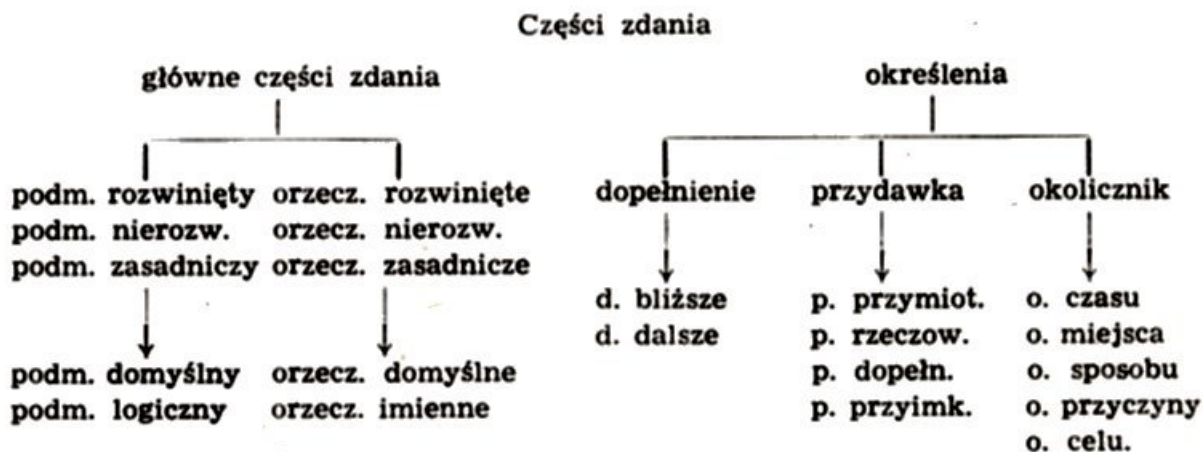 Części zdania
główne części zdania
podm. rozwinięty orzecz. rozwinięte
podm. nierozw. orzecz. nierozw.
podm. zasadniczy orzecz. zasadnicze
podm. domyślny orzecz. domyślne
podm. logiczny orzecz. imienne
określenia
dopełnienie przydawka okolicznik
d. bliższe p. przymiot. o. czasu
d. dalsze p. rzeczow. o. miejsca
p. dopełn. o. sposobu
p. przyimk. o. przyczyny
o. celu.